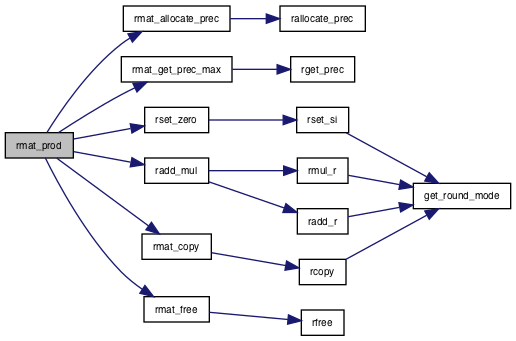 rmat_allocate_prec
rallocate_prec
rmat_get_prec_max
rget_prec
rset_zero
rset_si
rmat_prod
radd_mul
rmul_r
get_round_mode
radd_r
rmat_copy
rcopy
rmat_free
rfree